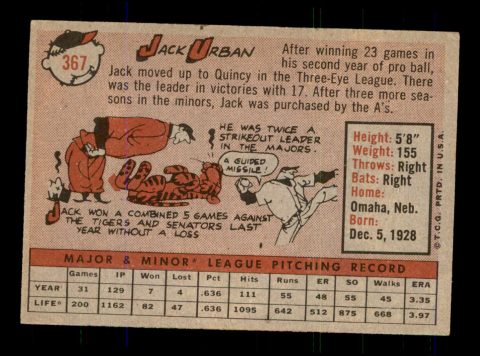 367
JACK URBAN
After winning 23 games in
his second year of pro ball,
Jack moved up to Quincy in the Three-Eye League. There
was the leader in victories with 17. After three more sea-
sons in the minors, Jack was purchased by the A's.
HE WAS TWICE A
STRIKEOUT LEADER
IN THE MAJORS.
A GUIDED
MISSILE!
JACK WON A COMBINED 5 GAMES AGAINST
THE TIGERS AND SENATORS LAST
YEAR WITHOUT A LOSS
Height: 5'8"
Weight: 155
Throws: Right
Bats: Right
Home:
Omaha, Neb.
Born:
Dec. 5, 1928
© T.C.G. PRTD. IN U.S.A.
MAJOR & MINOR* LEAGUE PITCHING RECORD
Games IP Won Lost Pct. Hits Runs ER SO Walks ERA
YEAR 31 129 7 4 .636 111 55 48 55 45 3.35
LIFE* 200 1162 82 47 .636 1095 642 512 875 668 3.97